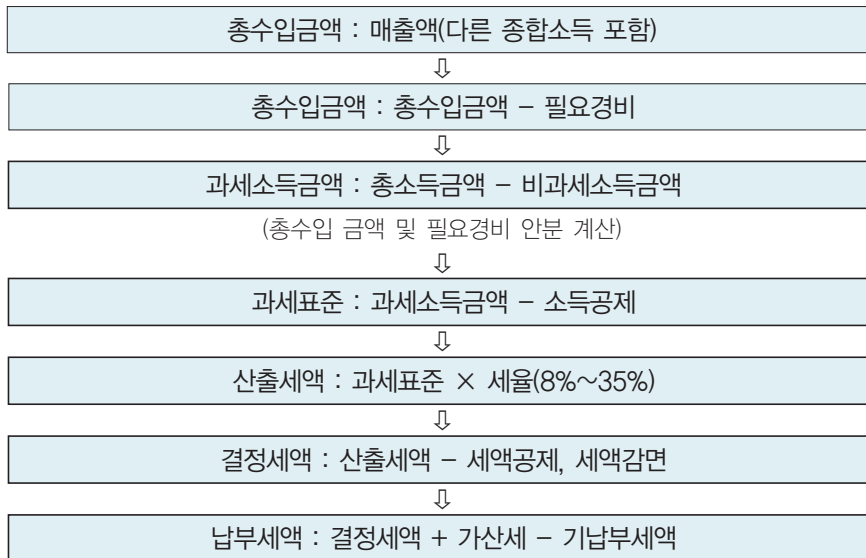 총수입금액 : 매출액(다른 종합소득 포함)
⇩
총수입금액 : 총수입금액 - 필요경비
⇩
과세소득금액 : 총소득금액 - 비과세소득금액
(총수입 금액 및 필요경비 안분 계산)
⇩
과세표준 : 과세소득금액 - 소득공제
⇩
산출세액 : 과세표준 × 세율(8%~35%)
⇩
결정세액 : 산출세액 - 세액공제, 세액감면
⇩
납부세액 : 결정세액 + 가산세 - 기납부세액